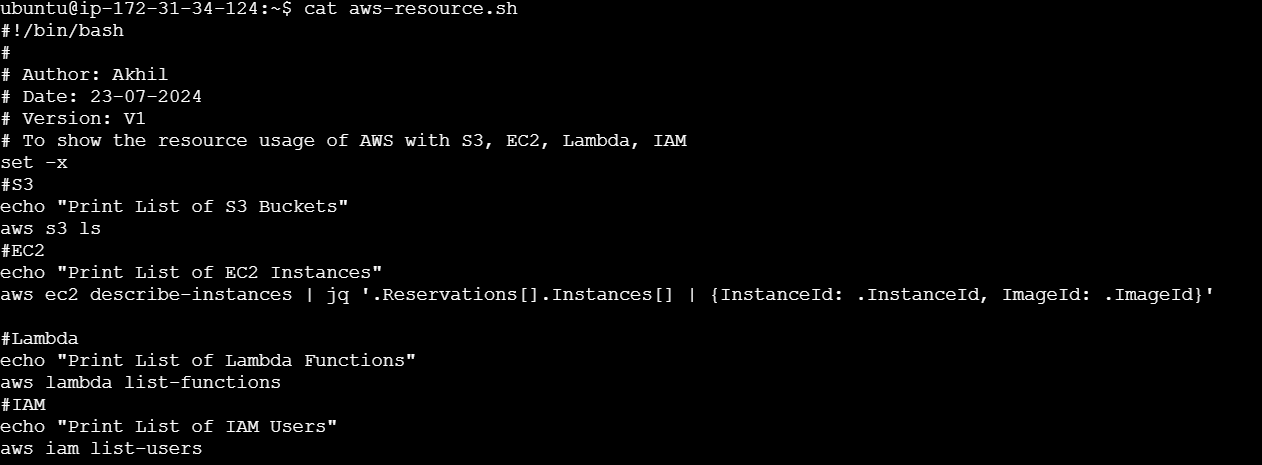 ubuntu@ip-172-31-34-124:~$ cat aws-resource.sh
#!/bin/bash
#
# Author: Akhil
# Date: 23-07-2024
# Version: V1
# To show the resource usage of AWS with S3, EC2, Lambda, IAM
set -x
#S3
echo "Print List of S3 Buckets"
aws s3 ls
#EC2
echo "Print List of EC2 Instances"
aws ec2 describe-instances | jq '.Reservations[].Instances[] | {InstanceId: .InstanceId, ImageId: .ImageId}'

#Lambda
echo "Print List of Lambda Functions"
aws lambda list-functions
#IAM
echo "Print List of IAM Users"
aws iam list-users